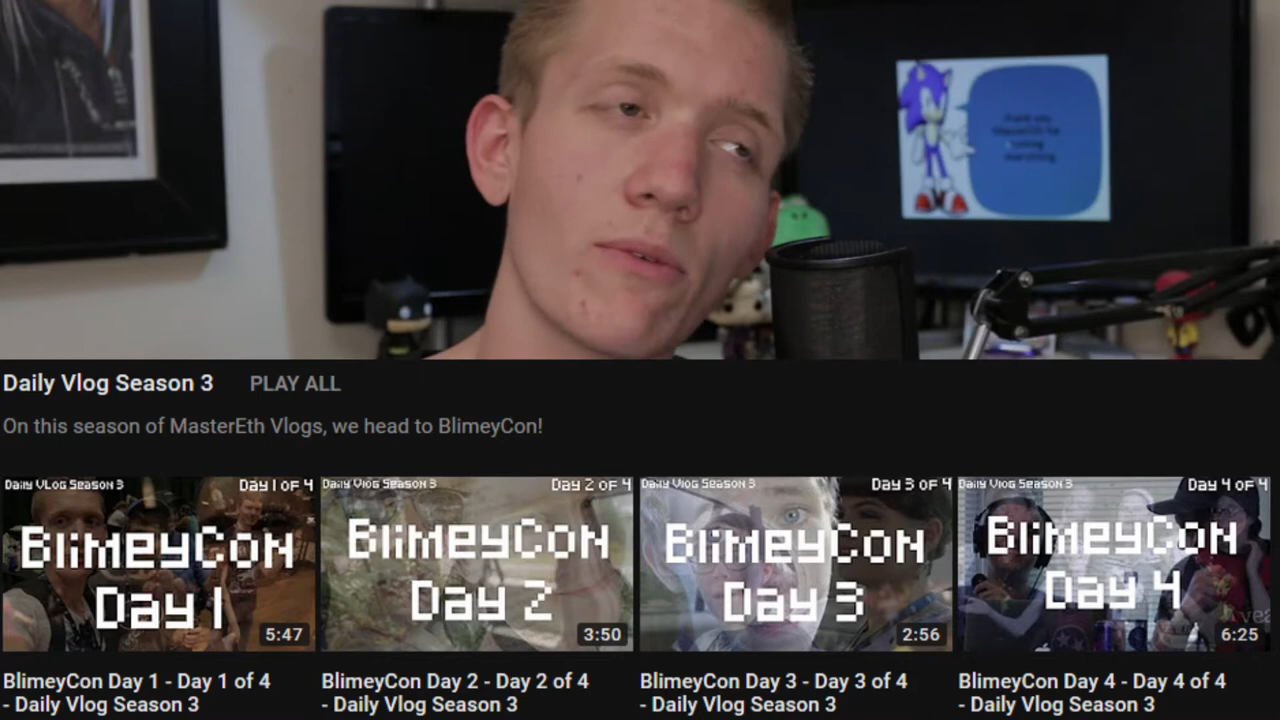 Thank you
everything
Daily Vlog Season 3 PLAY ALL
On this season of MasterEth Vlogs, we head to BlimeyCon!
Daily VLog Season 3 Day 1 of 4
BlimeyCon
Day 1
5:47
Daily Vlog Season 3 Day 2 of 4
BlimeyCon
Day 2
3:50
Daily Vlog Season 3 Day 3 of 4
BlimeyCon
Day 3
2:56
Daily Vlog Season 3 Day 4 of 4
BlimeyCon
Day 4
6:25
BlimeyCon Day 1 - Day 1 of 4
- Daily Vlog Season 3
BlimeyCon Day 2 - Day 2 of 4
- Daily Vlog Season 3
BlimeyCon Day 3 - Day 3 of 4
- Daily Vlog Season 3
BlimeyCon Day 4 - Day 4 of 4
- Daily Vlog Season 3